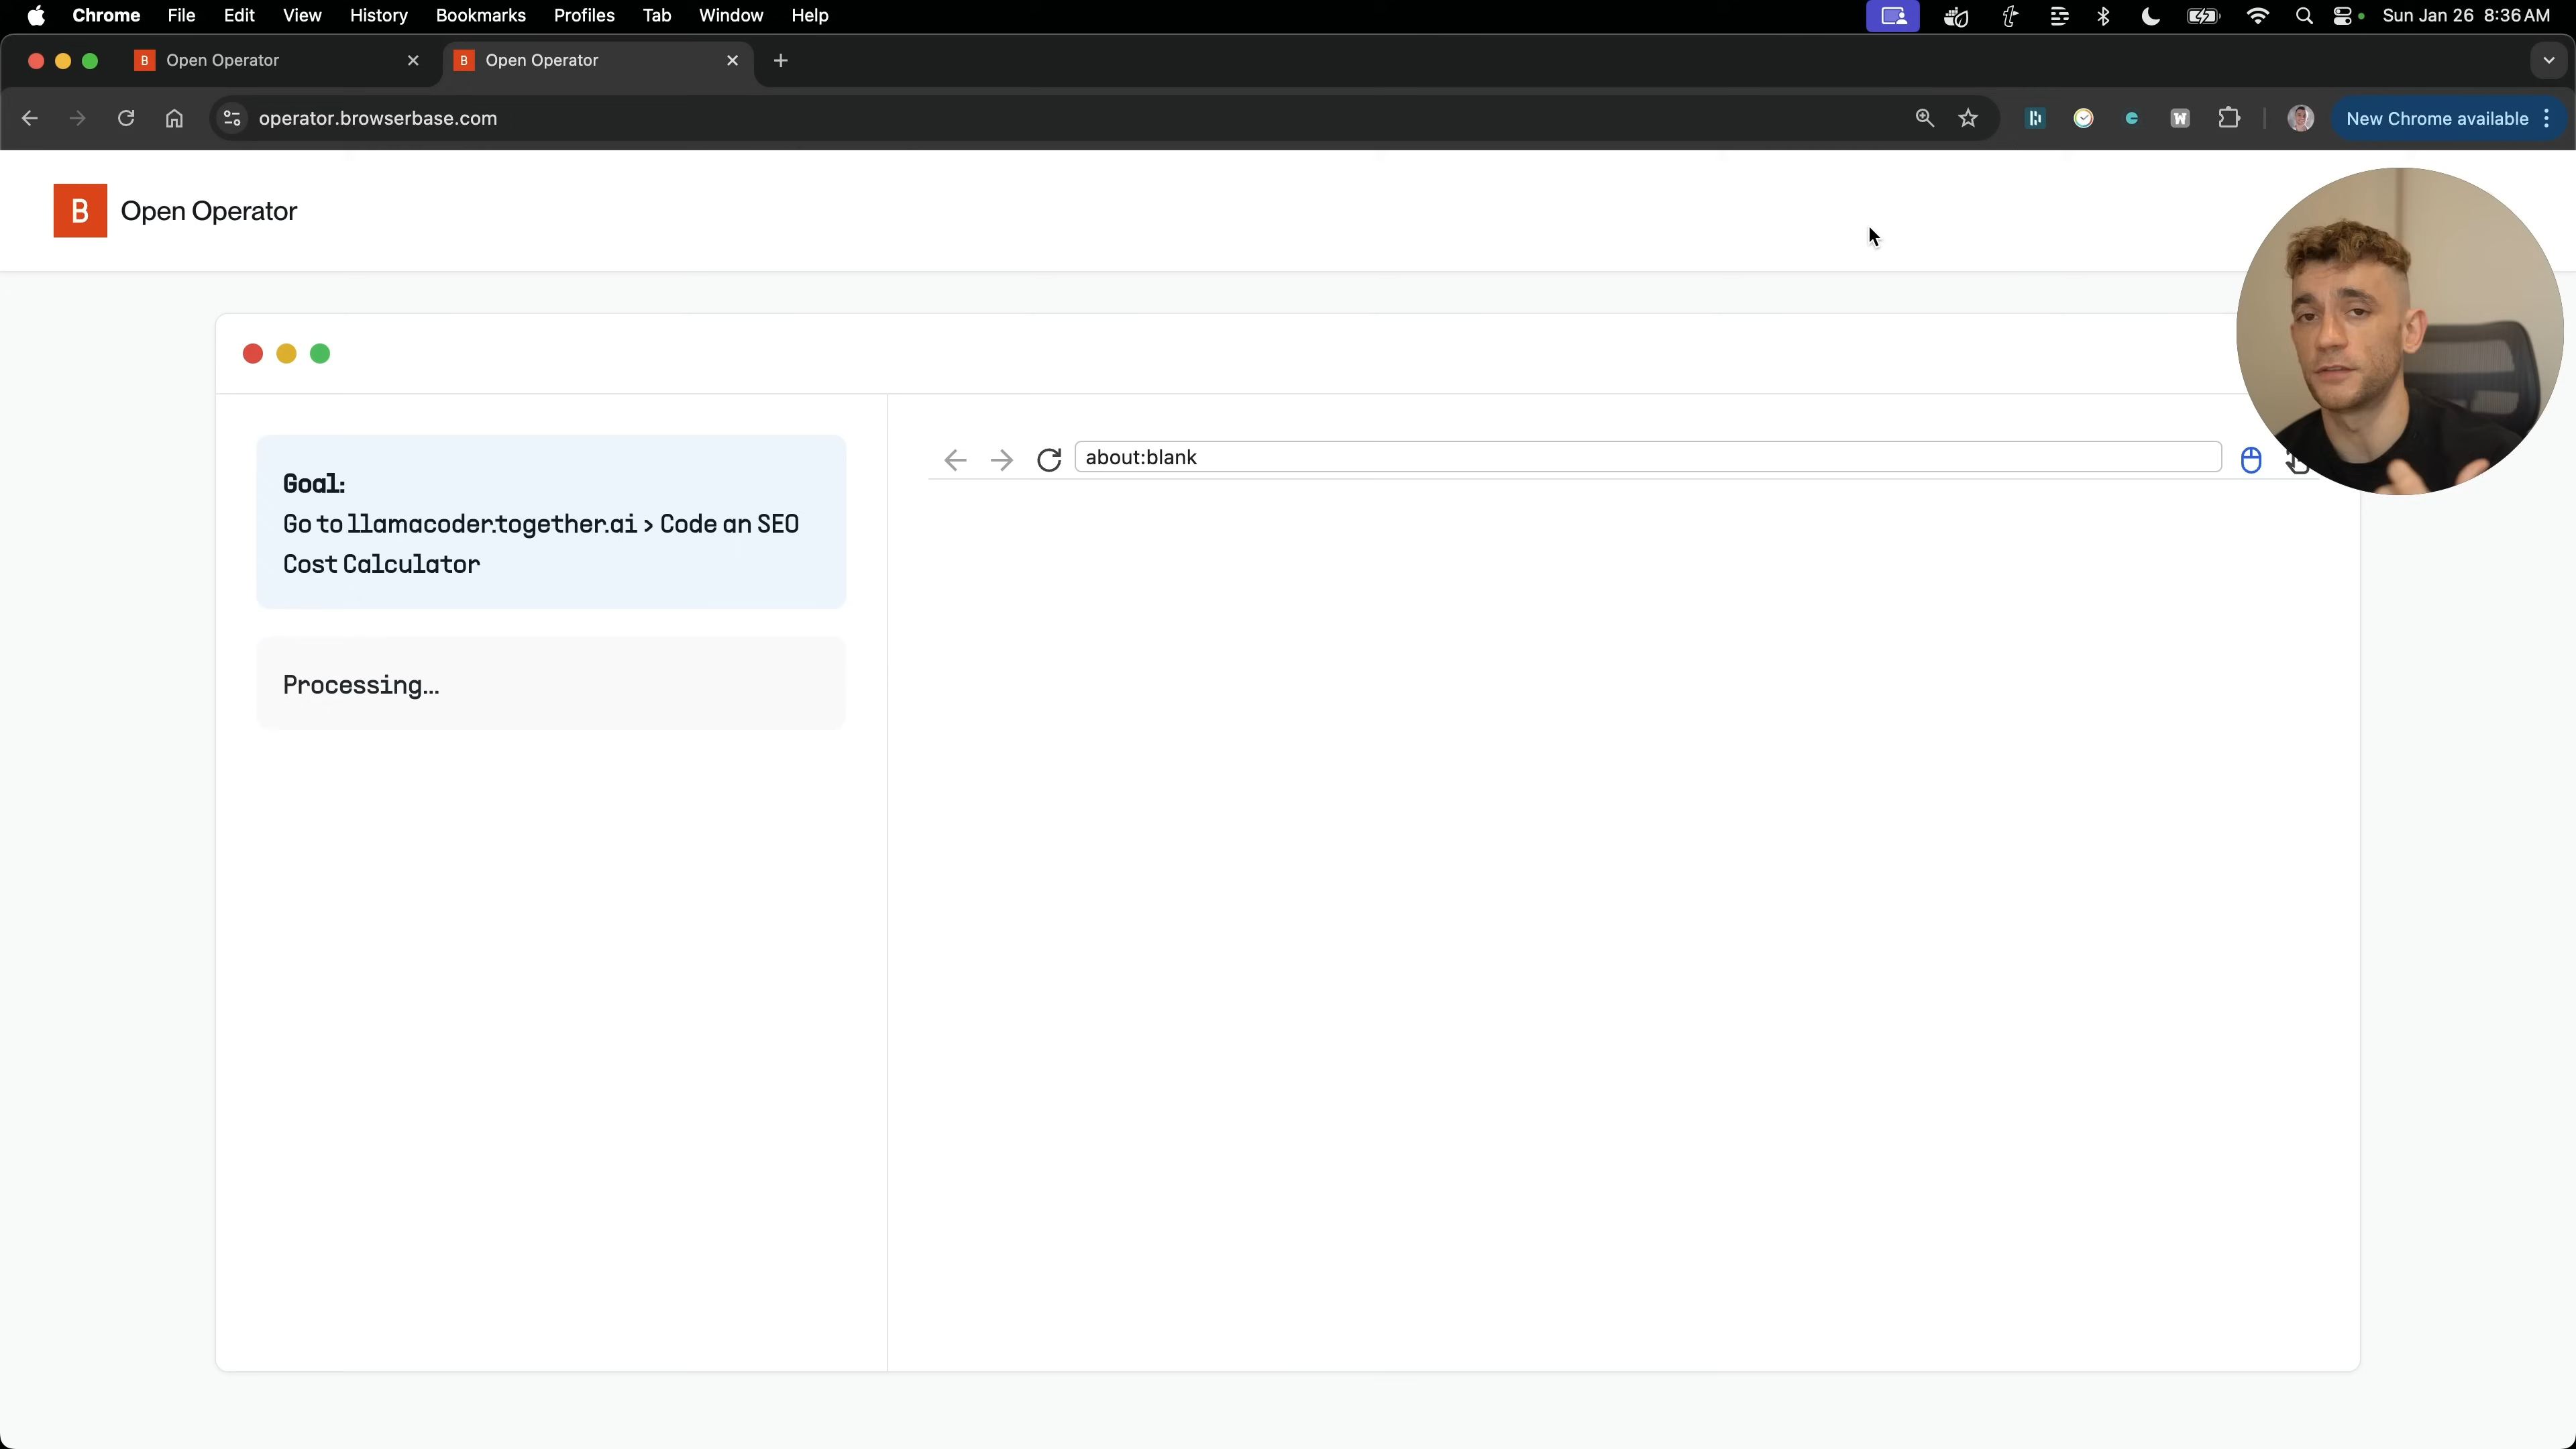 Chrome File Edit View History Bookmarks Profiles Tab Window Help Sun Jan 26 8:36 AM
B Open Operator B Open Operator
operator.browserbase.com New Chrome available
B Open Operator
Goal:
Go to llamacoder.together.ai > Code an SEO
Cost Calculator
Processing...
about:blank